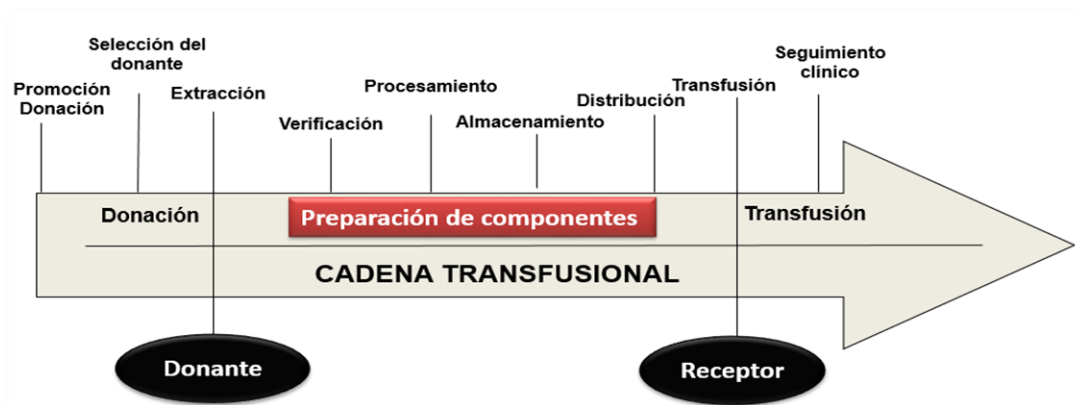 Promoción
Donación
Selección del
donante
Extracción
Verificación
Procesamiento
Almacenamiento
Distribución
Transfusión
Seguimiento
clínico
Donación
Preparación de componentes
Transfusión
CADENA TRANSFUSIONAL
Donante
Receptor